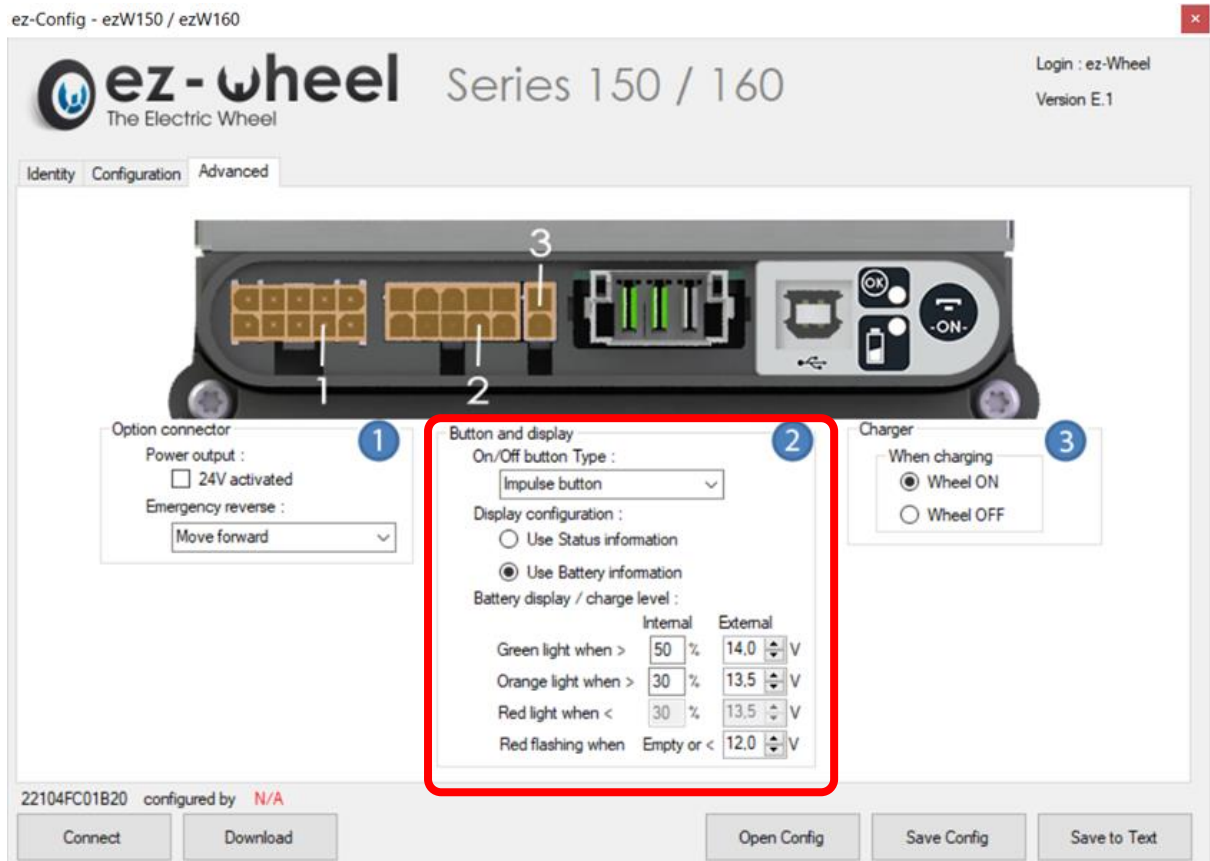 ez-Config - ezW150 / ezW160
ez-wheel
The Electric Wheel
Series 150 / 160
Login : ez-Wheel
Version E.1
Identity Configuration Advanced
3
OK
-ON-
1
2
Option connector
1
Power output :
24V activated
Emergency reverse :
Move forward
Button and display
2
On/Off button Type :
Impulse button
Display configuration :
Use Status information
Use Battery information
Battery display / charge level :
Internal External
Green light when > 50 % 14,0 V
Orange light when > 30 % 13,5 V
Red light when < 30 % 13,5 V
Red flashing when Empty or < 12,0 V
Charger
3
When charging
Wheel ON
Wheel OFF
22104FC01B20 configured by N/A
Connect Download Open Config Save Config Save to Text